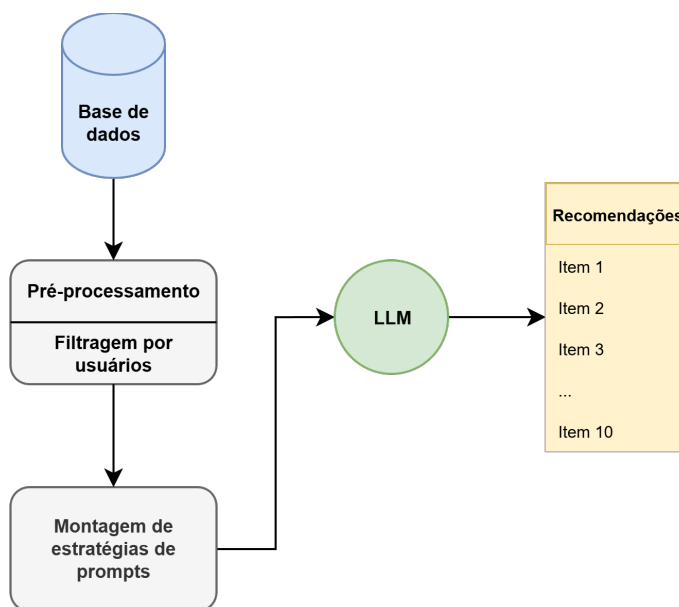 Base de
dados
Pré-processamento
Filtragem por
usuários
Montagem de
estratégias de
prompts
LLM
Recomendações
Item 1
Item 2
Item 3
...
Item 10